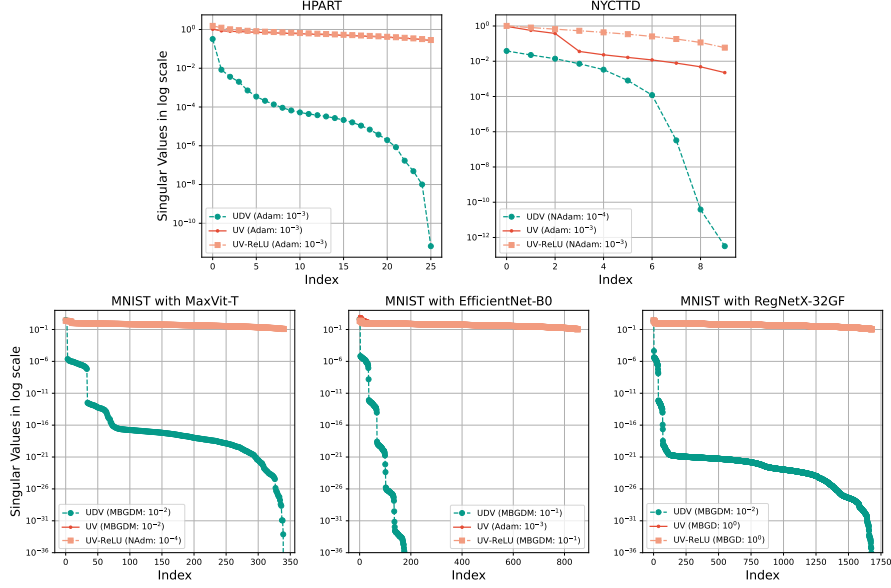 HPART
NYCTTD
Singular Values in log scale
10⁰
10⁻²
10⁻⁴
10⁻⁶
10⁻⁸
10⁻¹⁰
UDV (Adam: 10⁻³)
UV (Adam: 10⁻³)
UV-ReLU (Adam: 10⁻³)
0 5 10 15 20 25
Index
10⁰
10⁻²
10⁻⁴
10⁻⁶
10⁻⁸
10⁻¹⁰
10⁻¹²
UDV (NAdam: 10⁻⁴)
UV (Adam: 10⁻³)
UV-ReLU (NAdam: 10⁻³)
0 2 4 6 8
Index
MNIST with MaxVit-T
MNIST with EfficientNet-B0
MNIST with RegNetX-32GF
Singular Values in log scale
10⁻¹
10⁻⁶
10⁻¹¹
10⁻¹⁶
10⁻²¹
10⁻²⁶
10⁻³¹
10⁻³⁶
UDV (MBGDM: 10⁻²)
UV (MBGDM: 10⁻²)
UV-ReLU (NAdm: 10⁻⁴)
0 50 100 150 200 250 300 350
Index
10⁻¹
10⁻⁶
10⁻¹¹
10⁻¹⁶
10⁻²¹
10⁻²⁶
10⁻³¹
10⁻³⁶
UDV (MBGDM: 10⁻¹)
UV (Adam: 10⁻³)
UV-ReLU (MBGDM: 10⁻¹)
0 200 400 600 800
Index
10⁻¹
10⁻⁶
10⁻¹¹
10⁻¹⁶
10⁻²¹
10⁻²⁶
10⁻³¹
10⁻³⁶
UDV (MBGDM: 10⁻²)
UV (MBGD: 10⁰)
UV-ReLU (MBGD: 10⁰)
0 250 500 750 1000 1250 1500 1750
Index